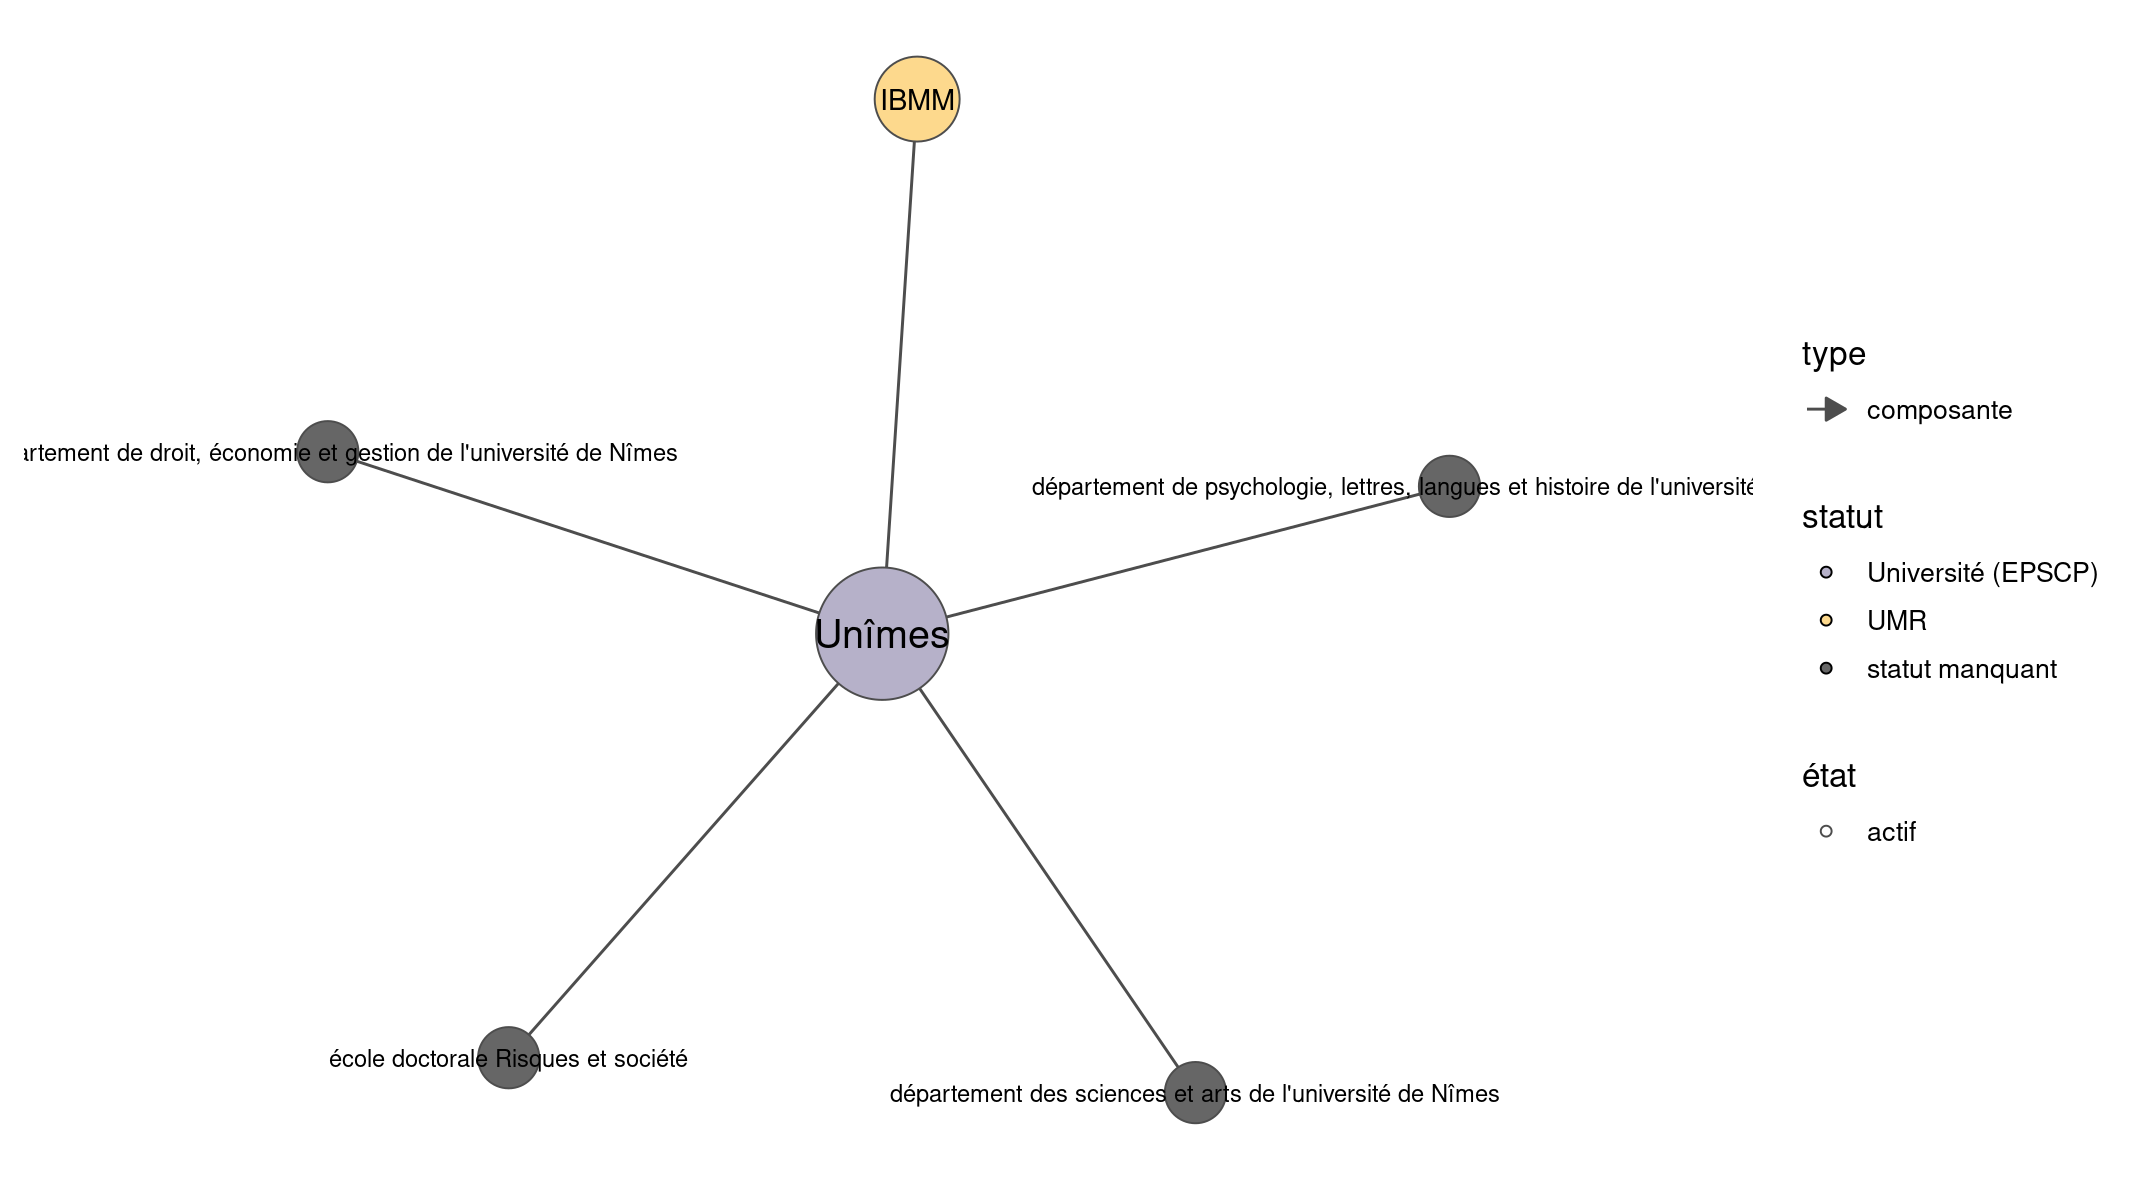 IBMM
artement de droit, économie et gestion de l'université de Nîmes
département de psychologie, lettres, langues et histoire de l'université
Unîmes
école doctorale Risques et société
département des sciences et arts de l'université de Nîmes
type
composante
statut
Université (EPSCP)
UMR
statut manquant
état
actif